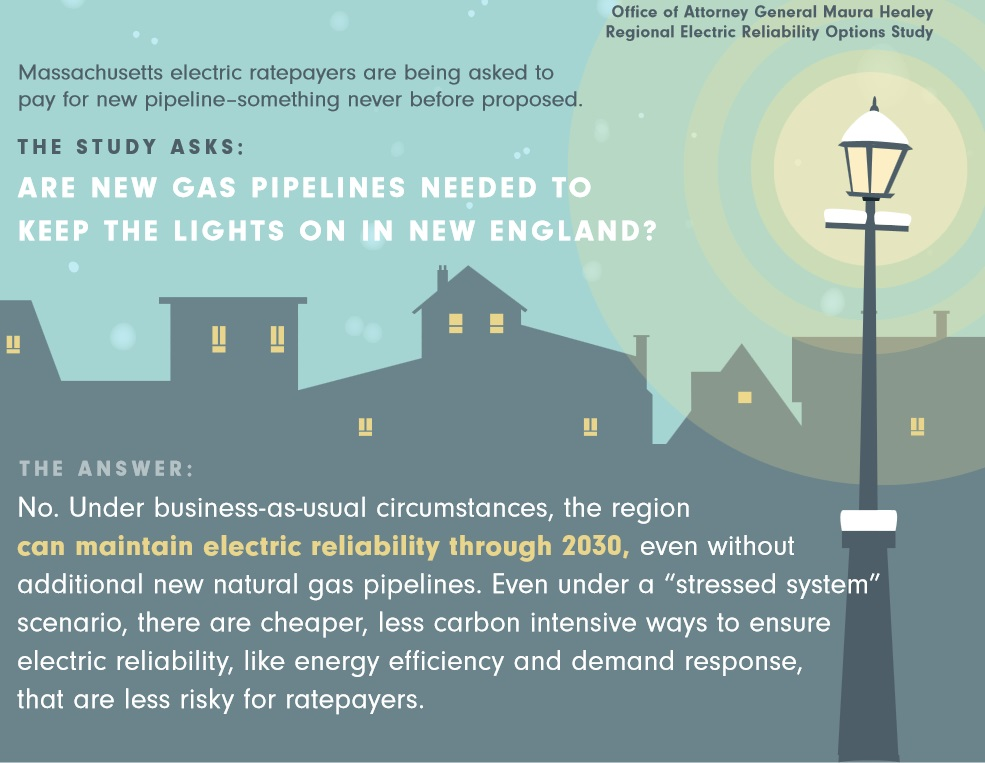 Office of Attorney General Maura Healey
Regional Electric Reliability Options Study
Massachusetts electric ratepayers are being asked to
pay for new pipeline–something never before proposed.
THE STUDY ASKS:
ARE NEW GAS PIPELINES NEEDED TO
KEEP THE LIGHTS ON IN NEW ENGLAND?
THE ANSWER:
No. Under business-as-usual circumstances, the region
can maintain electric reliability through 2030, even without
additional new natural gas pipelines. Even under a “stressed system”
scenario, there are cheaper, less carbon intensive ways to ensure
electric reliability, like energy efficiency and demand response,
that are less risky for ratepayers.